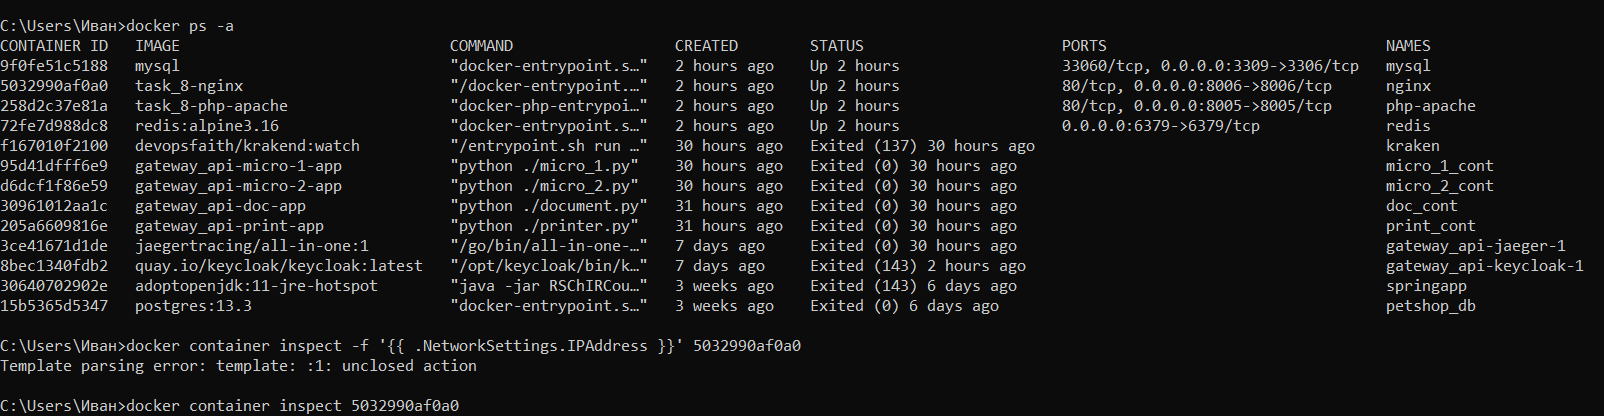 C:\Users\Иван>docker ps -a
CONTAINER ID   IMAGE                              COMMAND                  CREATED        STATUS                      PORTS                               NAMES
9f0fe51c5188   mysql                              "docker-entrypoint.s…"   2 hours ago    Up 2 hours                  33060/tcp, 0.0.0.0:3309->3306/tcp   mysql
5032990af0a0   task_8-nginx                       "/docker-entrypoint.…"   2 hours ago    Up 2 hours                  80/tcp, 0.0.0.0:8006->8006/tcp      nginx
258d2c37e81a   task_8-php-apache                  "docker-php-entrypoi…"   2 hours ago    Up 2 hours                  80/tcp, 0.0.0.0:8005->8005/tcp      php-apache
72fe7d988dc8   redis:alpine3.16                   "docker-entrypoint.s…"   2 hours ago    Up 2 hours                  0.0.0.0:6379->6379/tcp              redis
f167010f2100   devopsfaith/krakend:watch          "/entrypoint.sh run …"   30 hours ago   Exited (137) 30 hours ago                                       kraken
95d41dfff6e9   gateway_api-micro-1-app            "python ./micro_1.py"    30 hours ago   Exited (0) 30 hours ago                                         micro_1_cont
d6dcf1f86e59   gateway_api-micro-2-app            "python ./micro_2.py"    30 hours ago   Exited (0) 30 hours ago                                         micro_2_cont
30961012aa1c   gateway_api-doc-app                "python ./document.py"   31 hours ago   Exited (0) 30 hours ago                                         doc_cont
205a6609816e   gateway_api-print-app              "python ./printer.py"    31 hours ago   Exited (0) 30 hours ago                                         print_cont
3ce41671d1de   jaegertracing/all-in-one:1         "/go/bin/all-in-one-…"   7 days ago     Exited (0) 30 hours ago                                         gateway_api-jaeger-1
8bec1340fdb2   quay.io/keycloak/keycloak:latest   "/opt/keycloak/bin/k…"   7 days ago     Exited (143) 2 hours ago                                        gateway_api-keycloak-1
30640702902e   adoptopenjdk:11-jre-hotspot        "java -jar RSChIRCou…"   3 weeks ago    Exited (143) 6 days ago                                         springapp
15b5365d5347   postgres:13.3                      "docker-entrypoint.s…"   3 weeks ago    Exited (0) 6 days ago                                           petshop_db
C:\Users\Иван>docker container inspect -f '{{ .NetworkSettings.IPAddress }}' 5032990af0a0
Template parsing error: template: :1: unclosed action
C:\Users\Иван>docker container inspect 5032990af0a0